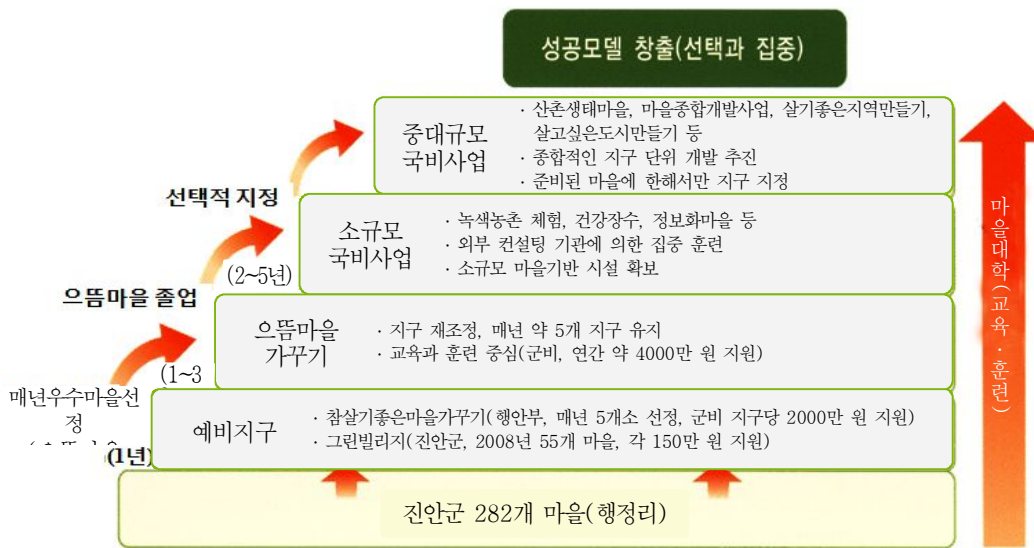 성공모델 창출(선택과 집중)
중대규모
국비사업
· 산촌생태마을, 마을종합개발사업, 살기좋은지역만들기,
살고싶은도시만들기 등
· 종합적인 지구 단위 개발 추진
· 준비된 마을에 한해서만 지구 지정
선택적 지정
소규모
국비사업
· 녹색농촌 체험, 건강장수, 정보화마을 등
· 외부 컨설팅 기관에 의한 집중 훈련
· 소규모 마을기반 시설 확보
(2~5년)
으뜸마을 졸업
으뜸마을
가꾸기
· 지구 재조정, 매년 약 5개 지구 유지
· 교육과 훈련 중심(군비, 연간 약 4000만 원 지원)
(1~3
매년우수마을선
정
예비지구
· 참살기좋은마을가꾸기(행안부, 매년 5개소 선정, 군비 지구당 2000만 원 지원)
· 그린빌리지(진안군, 2008년 55개 마을, 각 150만 원 지원)
(1년)
진안군 282개 마을(행정리)
마을대학(교육·훈련)